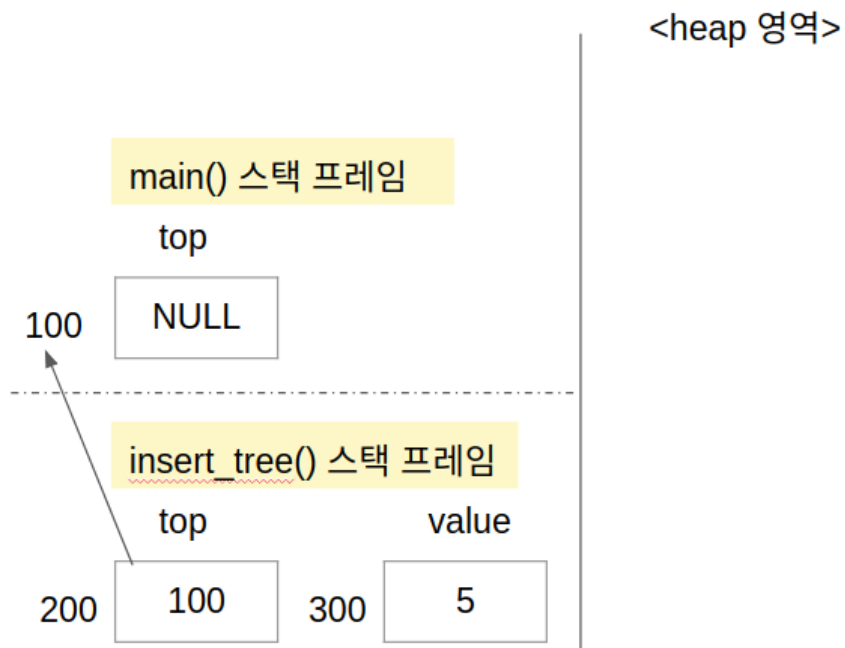 <heap 영역>
main() 스택 프레임
top
100
NULL
insert_tree() 스택 프레임
top
value
200
100
300
5